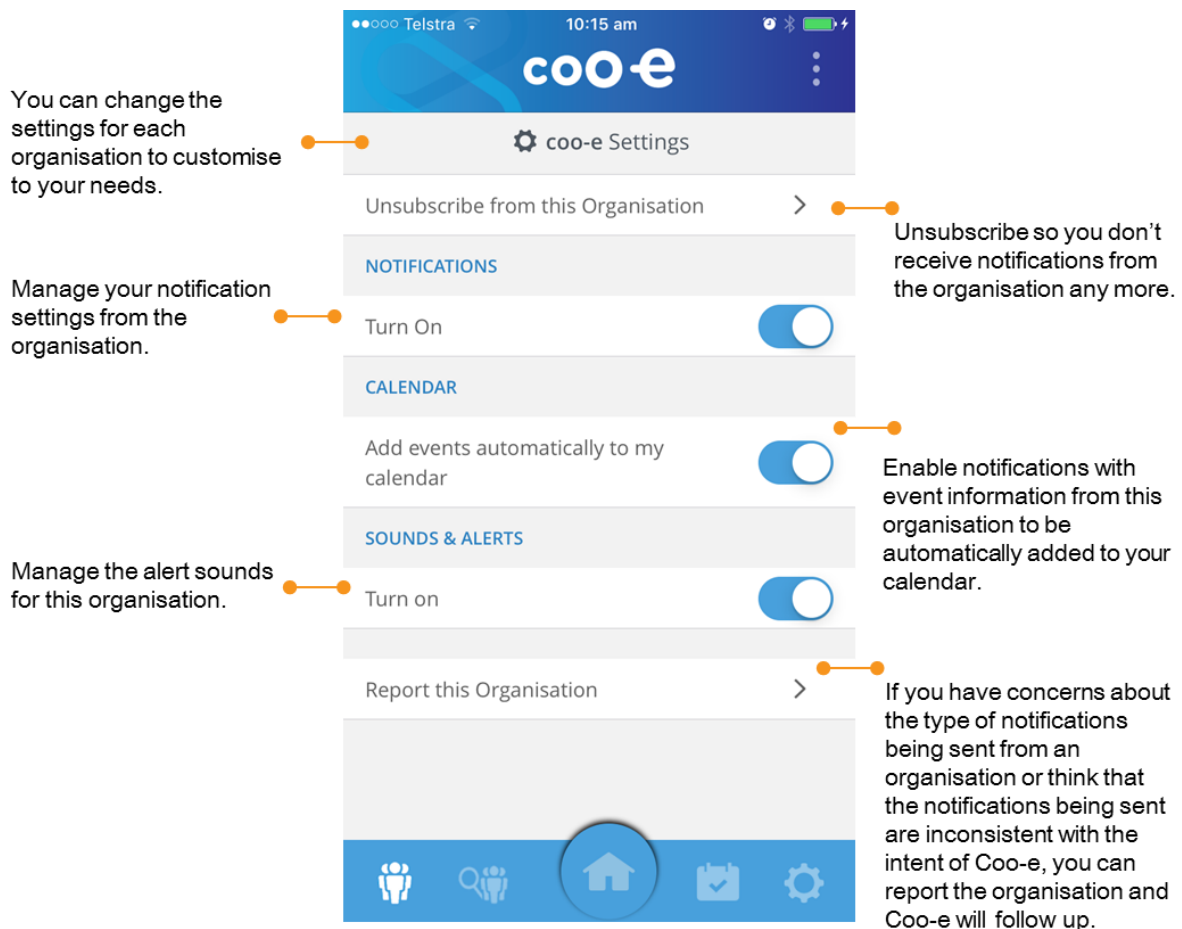 Telstra
10:15 am
coo-e
You can change the
settings for each
organisation to customise
to your needs.
coo-e Settings
Unsubscribe from this Organisation
Unsubscribe so you don't
receive notifications from
the organisation any more.
NOTIFICATIONS
Manage your notification
settings from the
organisation.
Turn On
CALENDAR
Add events automatically to my
calendar
Enable notifications with
event information from this
organisation to be
automatically added to your
calendar.
SOUNDS & ALERTS
Manage the alert sounds
for this organisation.
Turn on
Report this Organisation
If you have concerns about
the type of notifications
being sent from an
organisation or think that
the notifications being sent
are inconsistent with the
intent of Coo-e, you can
report the organisation and
Coo-e will follow up.